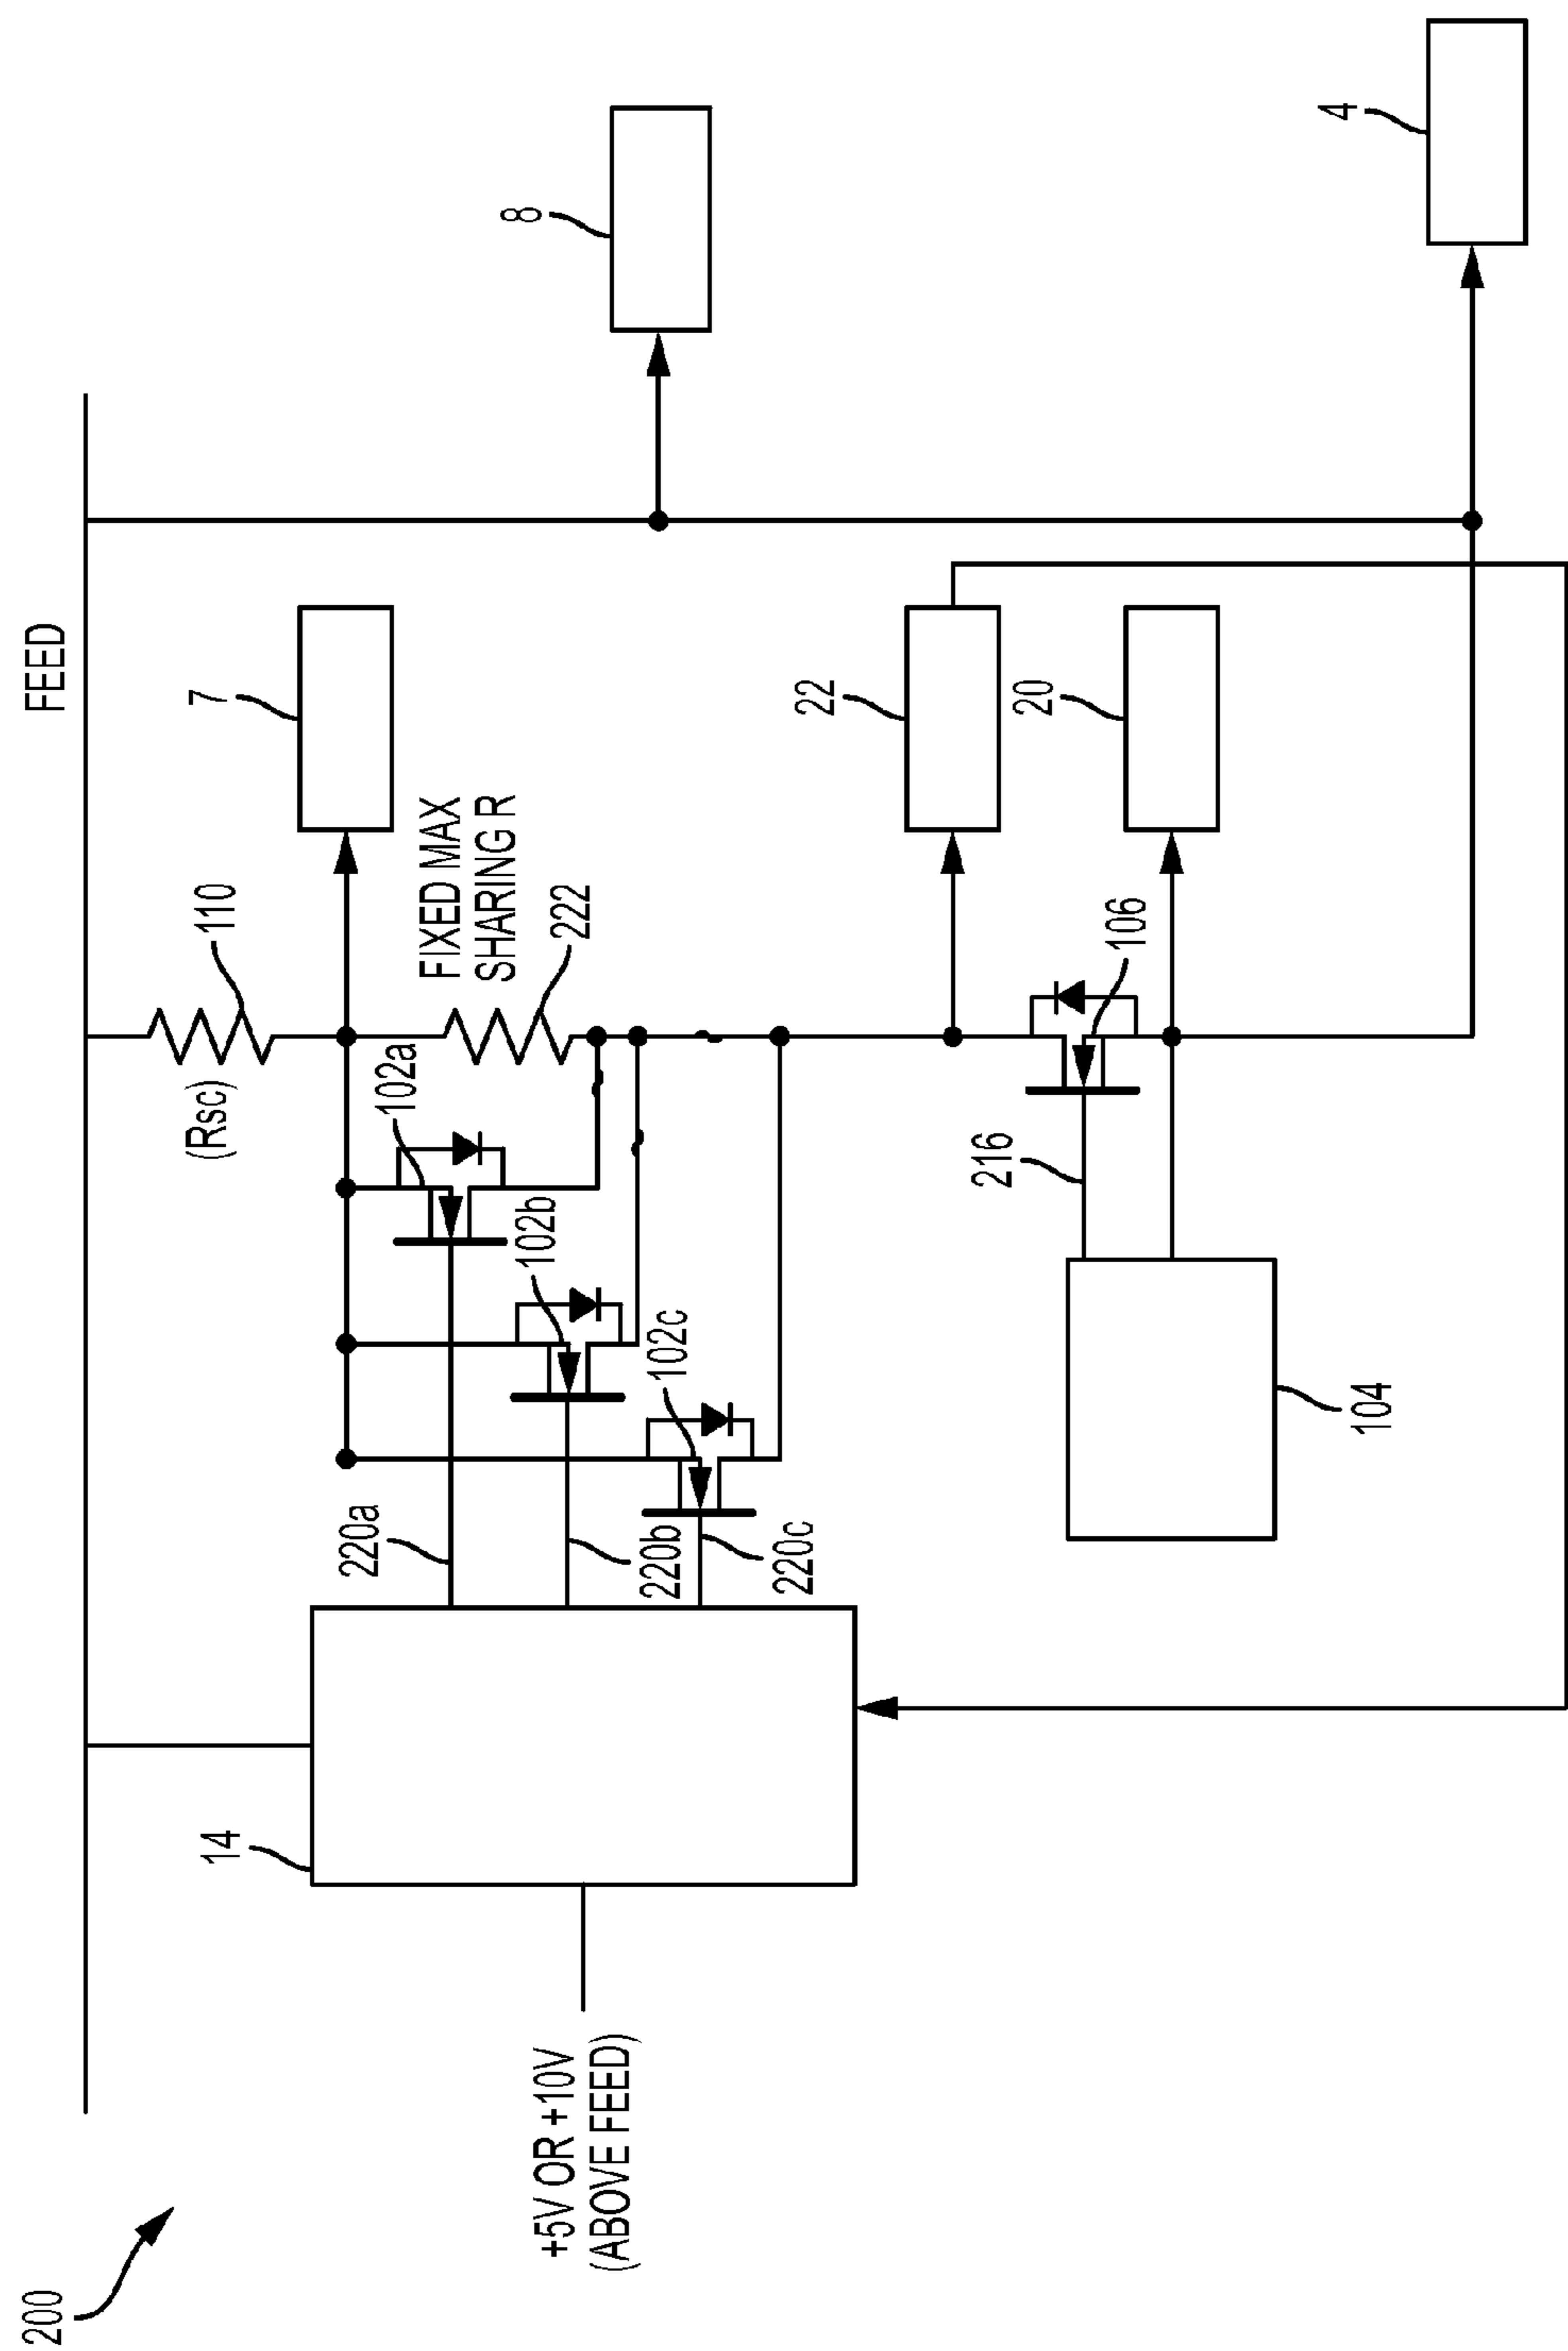 200
+5V OR +10V
(ABOVE FEED)
14
220a
220b
220c
FEED
110
(Rsc)
102a
102b
102c
FIXED MAX
SHARING R
222
7
8
4
22
20
106
216
104